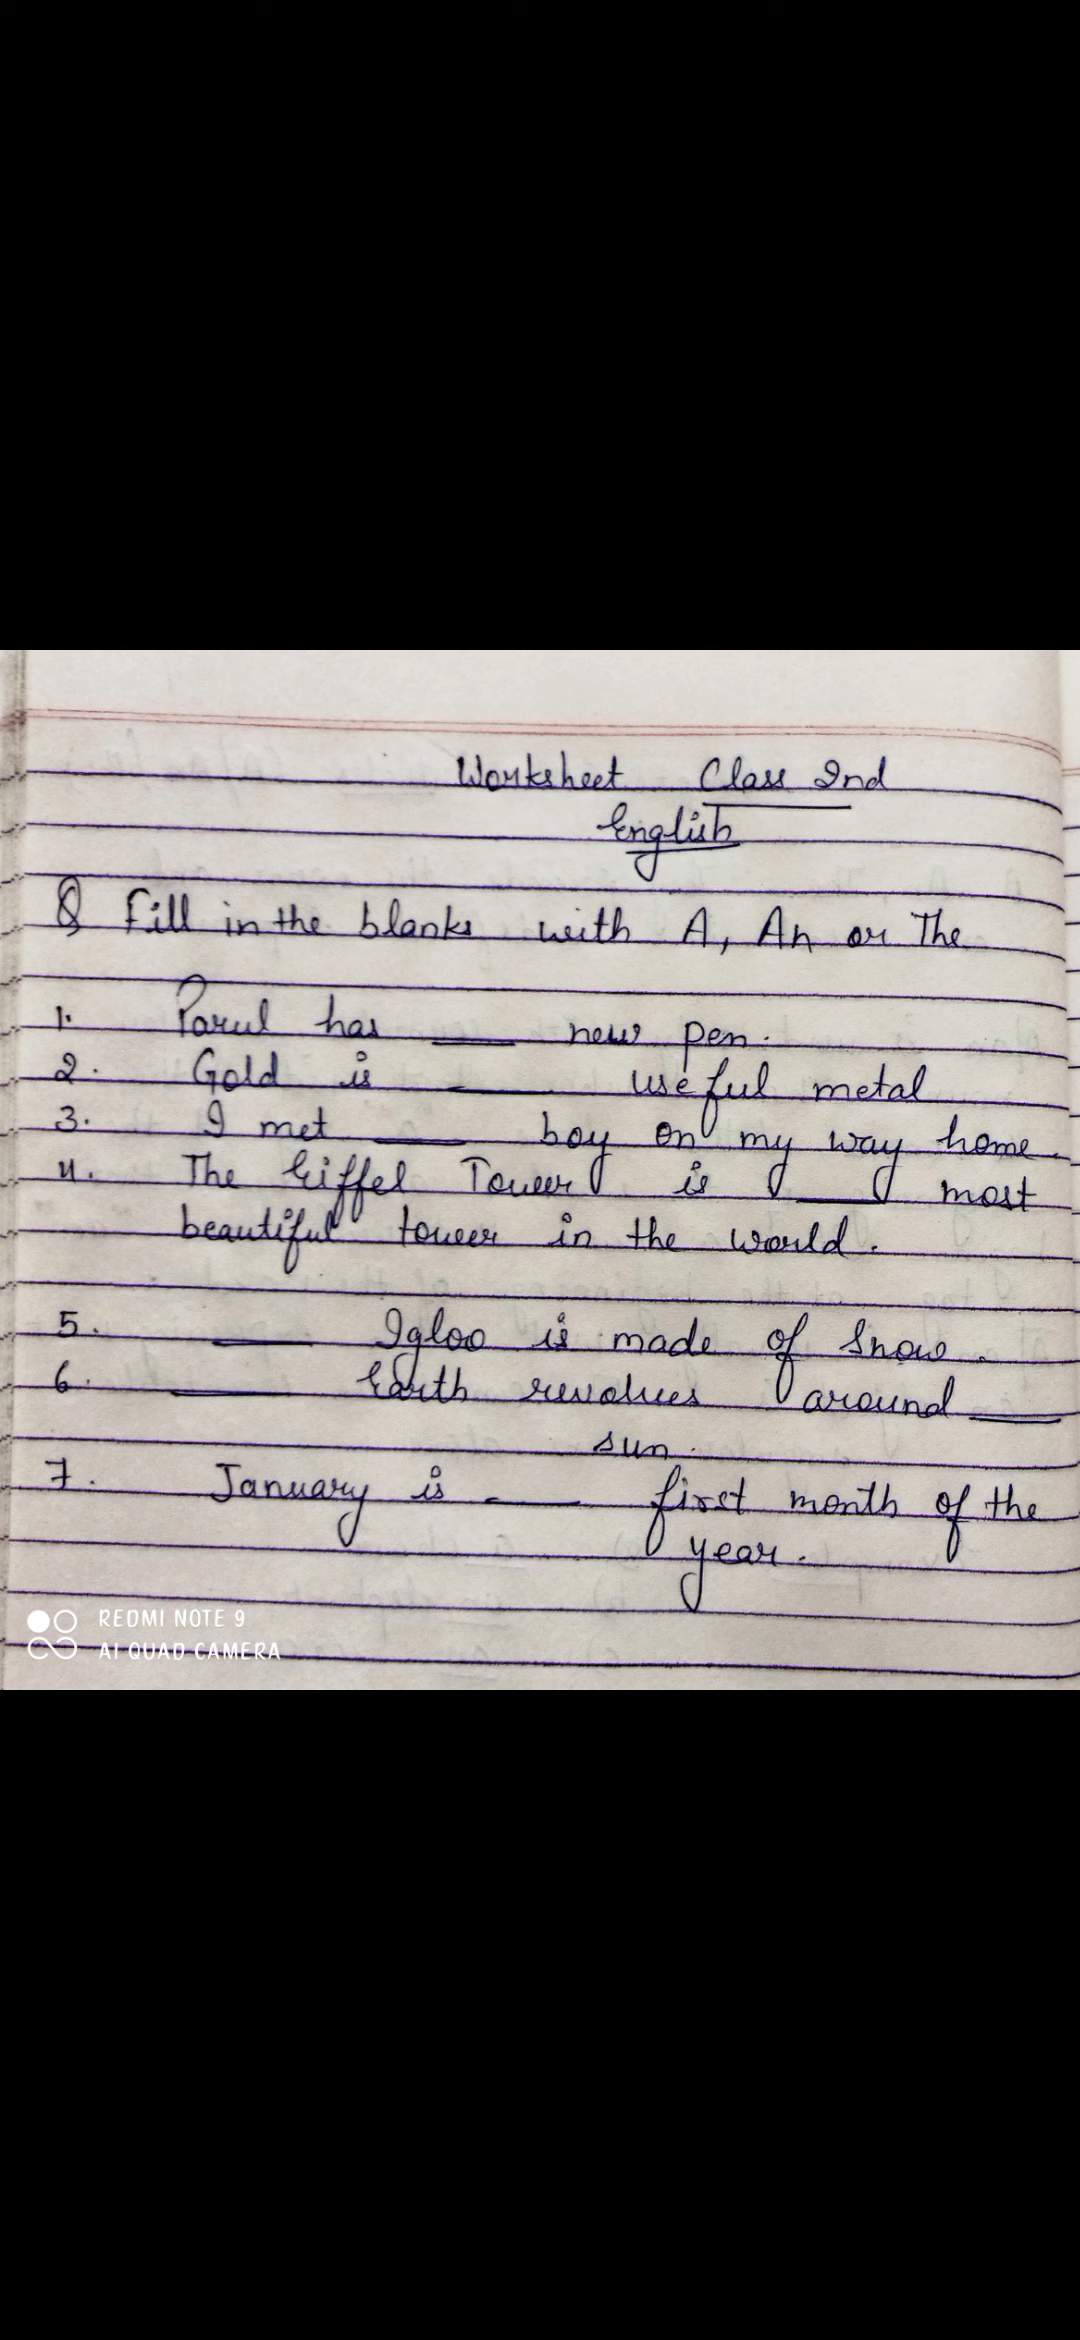 Worksheet Class 2nd
English
Q Fill in the blanks with A, An or The
1. Parul has ____ new pen.
2. Gold is ____ useful metal
3. I met ____ boy on my way home.
4. The Eiffel Tower is ____ most
beautiful tower in the world.
5. ____ Igloo is made of Snow.
6. ____ Earth revolves around ____
sun.
7. January is ____ first month of the
year.
REDMI NOTE 9
AI QUAD CAMERA